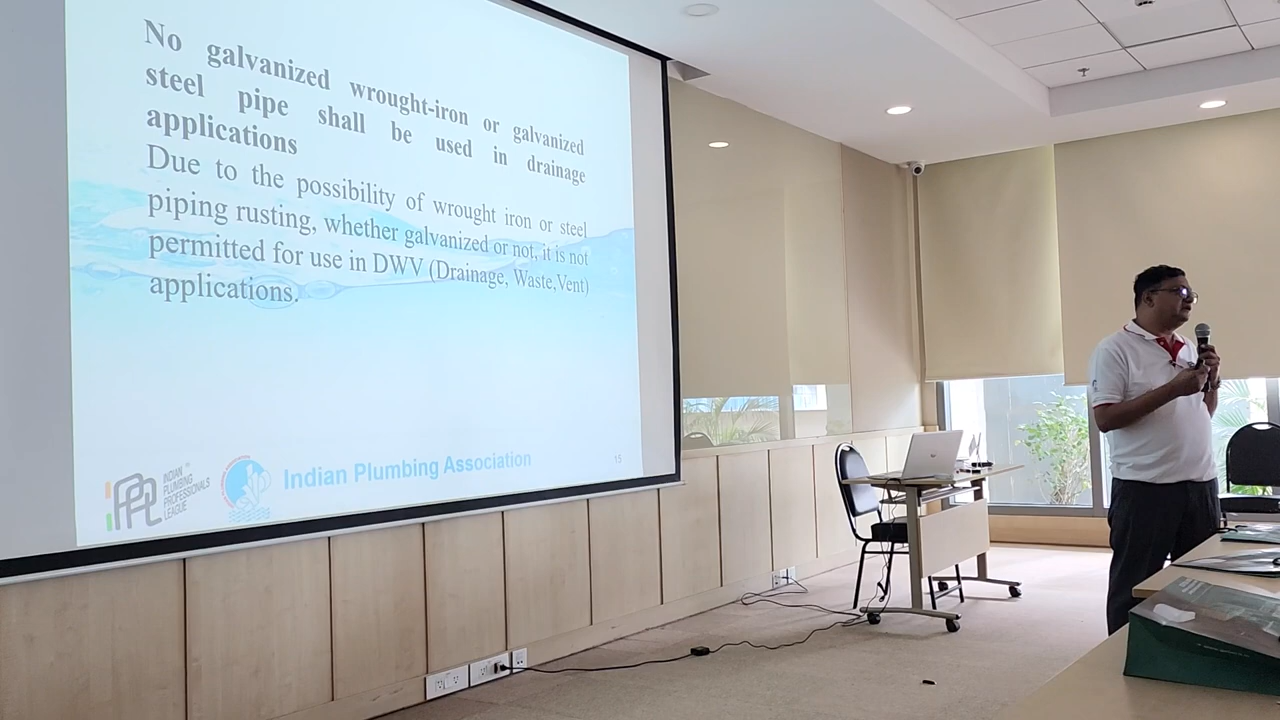 No galvanized wrought-iron or galvanized
steel pipe shall be used in drainage
applications
Due to the possibility of wrought iron or steel
piping rusting, whether galvanized or not, it is not
permitted for use in DWV (Drainage, Waste,Vent)
applications.
IPPL
INDIAN
PLUMBING
PROFESSIONALS
LEAGUE
Indian Plumbing Association
15